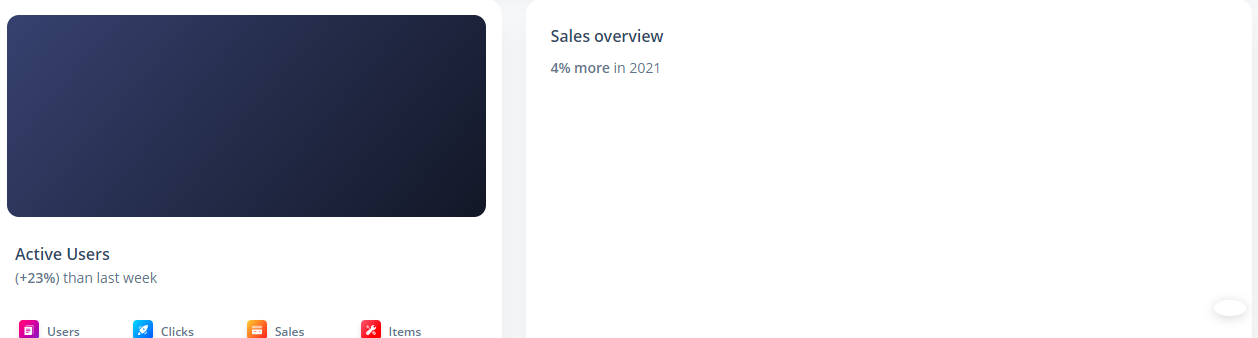 Sales overview
4% more in 2021
Active Users
(+23%) than last week
Users
Clicks
Sales
Items